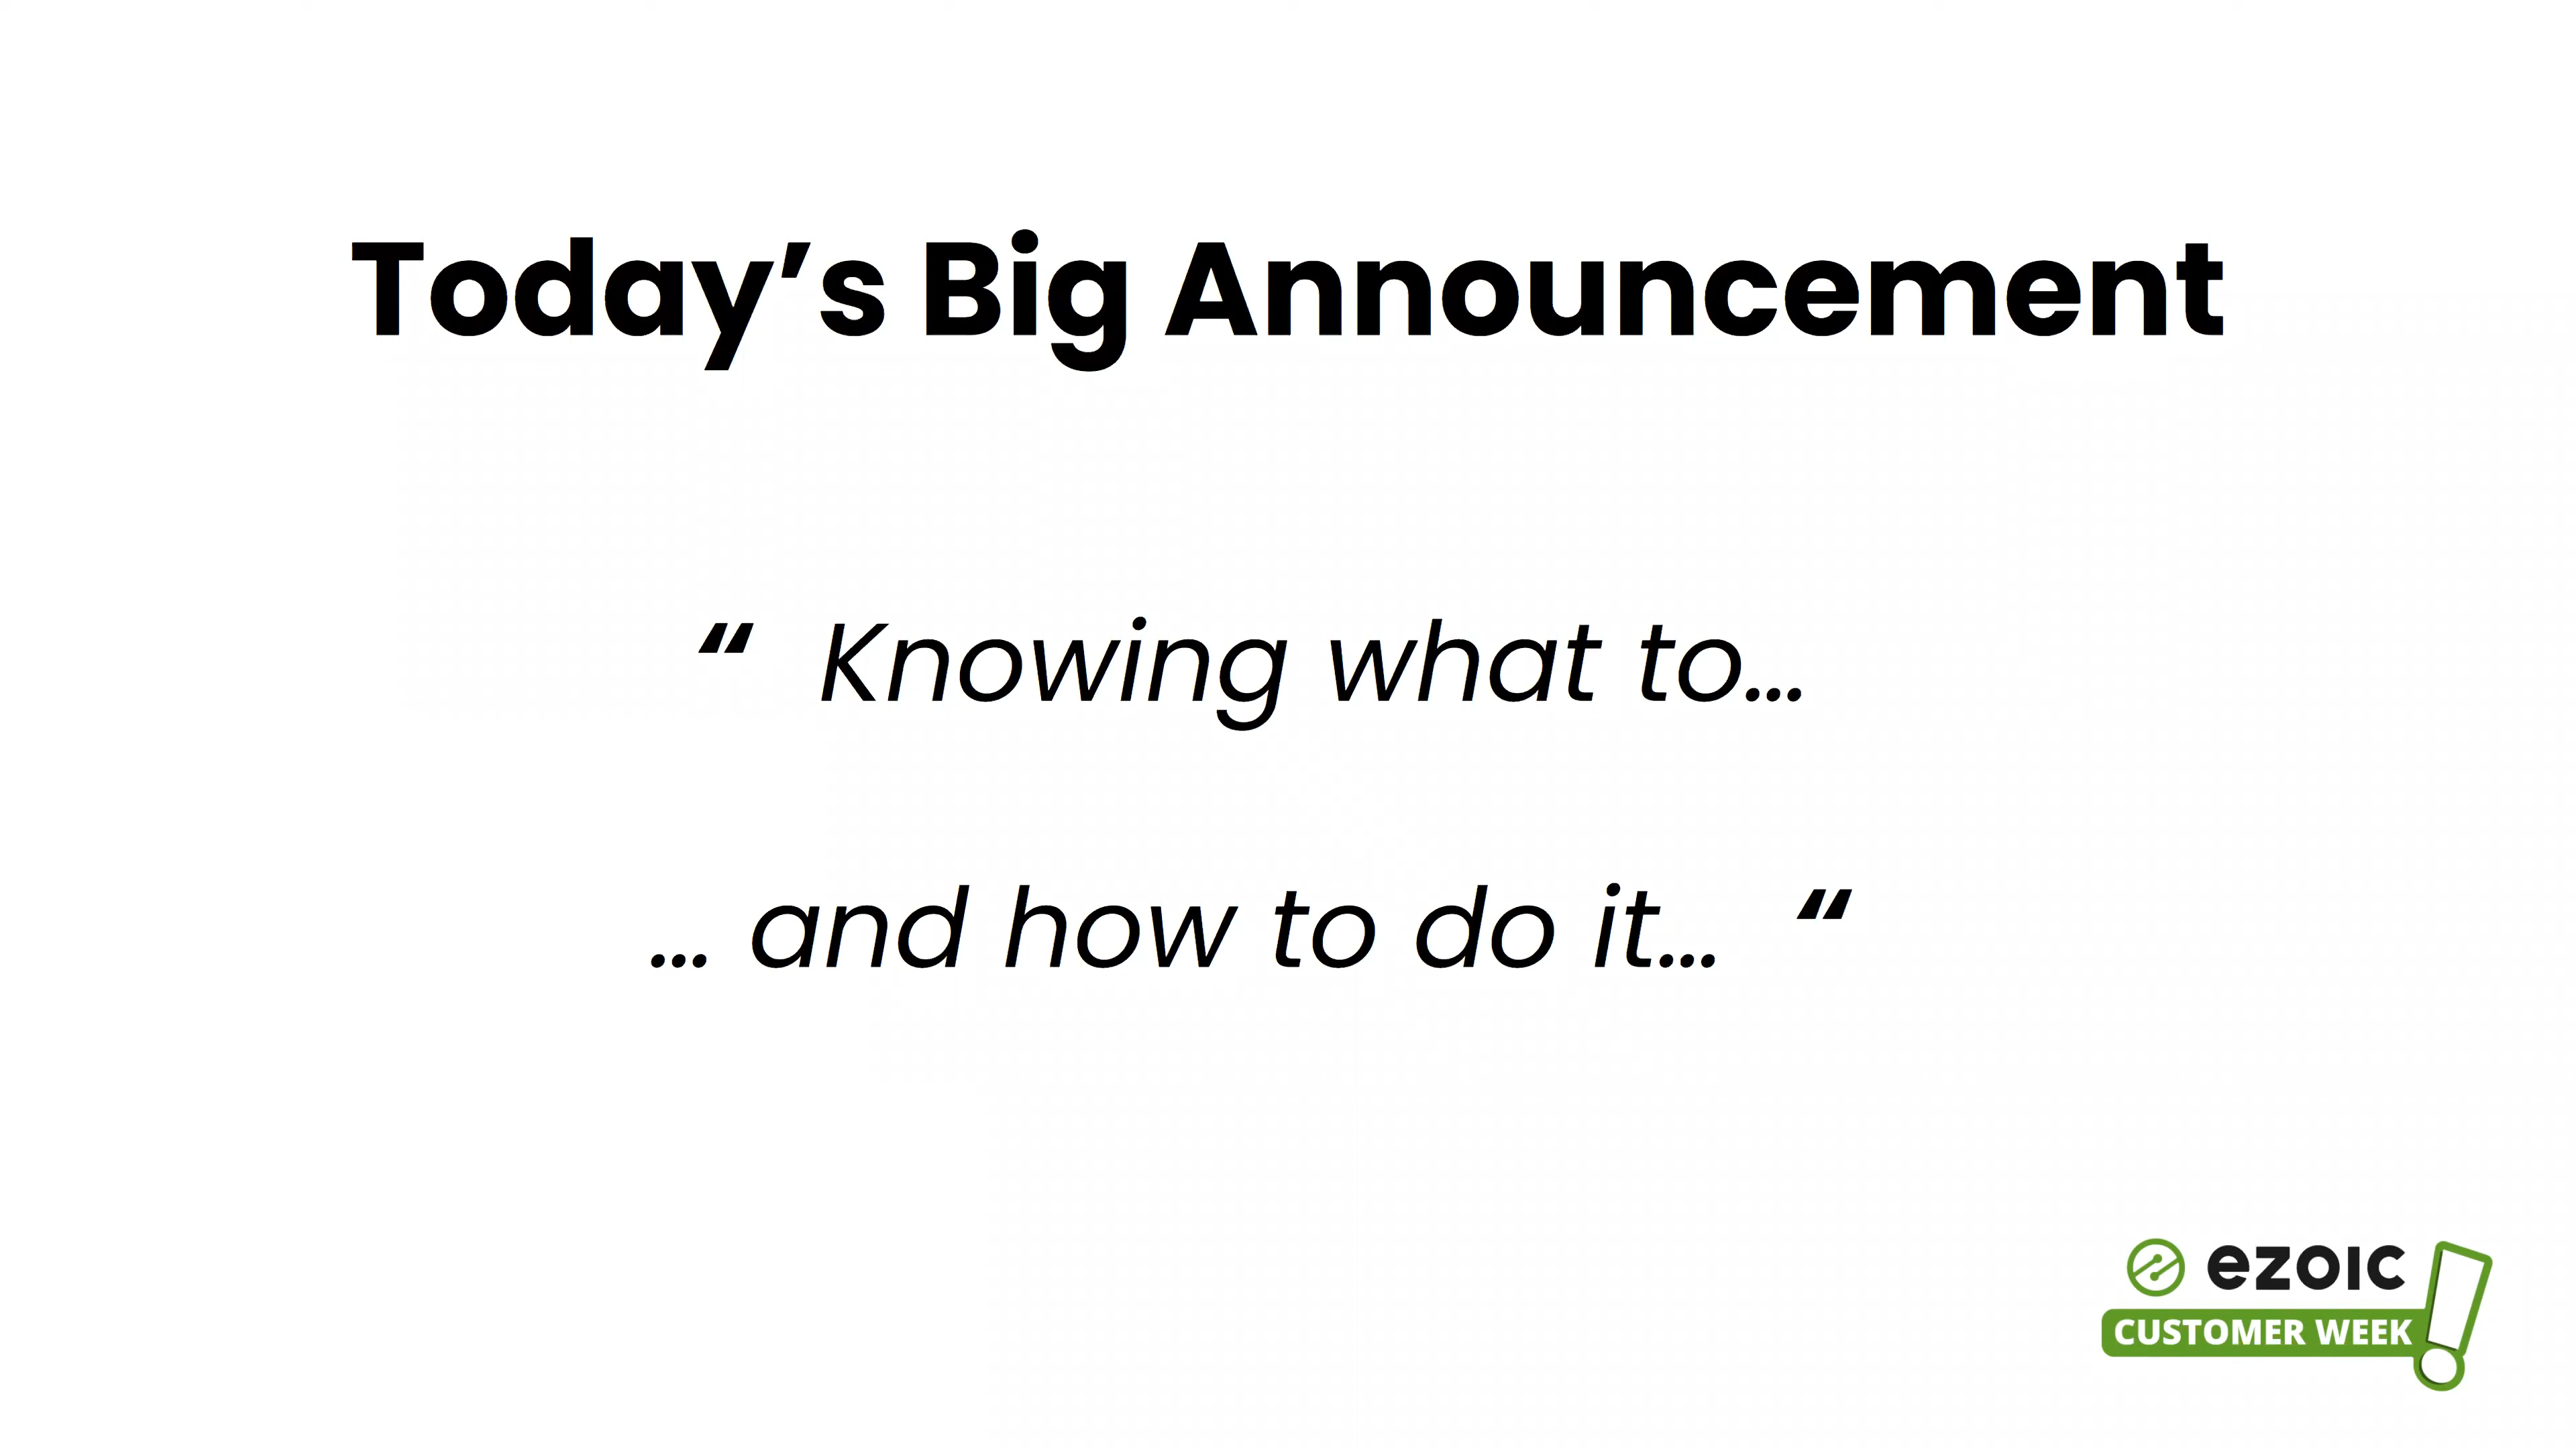 Today’s Big Announcement
“ Knowing what to…
… and how to do it… “
ezoic
CUSTOMER WEEK